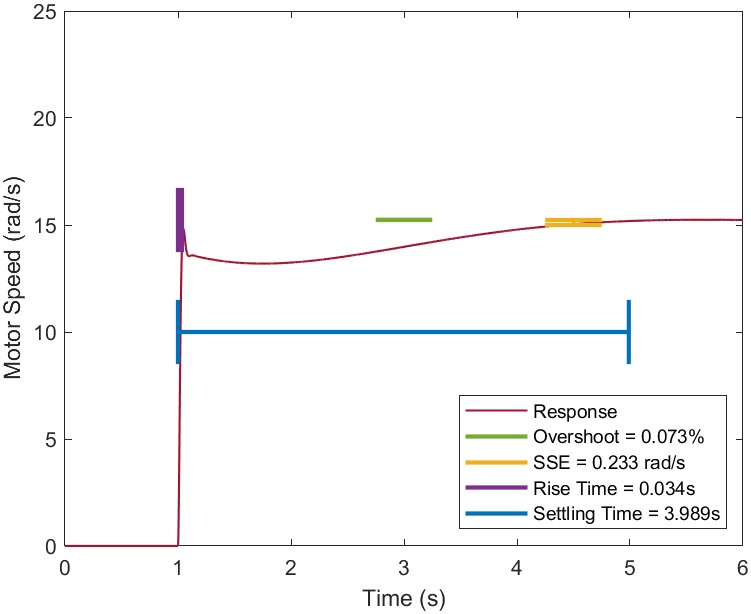 25
20
15
10
5
0
Motor Speed (rad/s)
Response
Overshoot = 0.073%
SSE = 0.233 rad/s
Rise Time = 0.034s
Settling Time = 3.989s
0 1 2 3 4 5 6
Time (s)